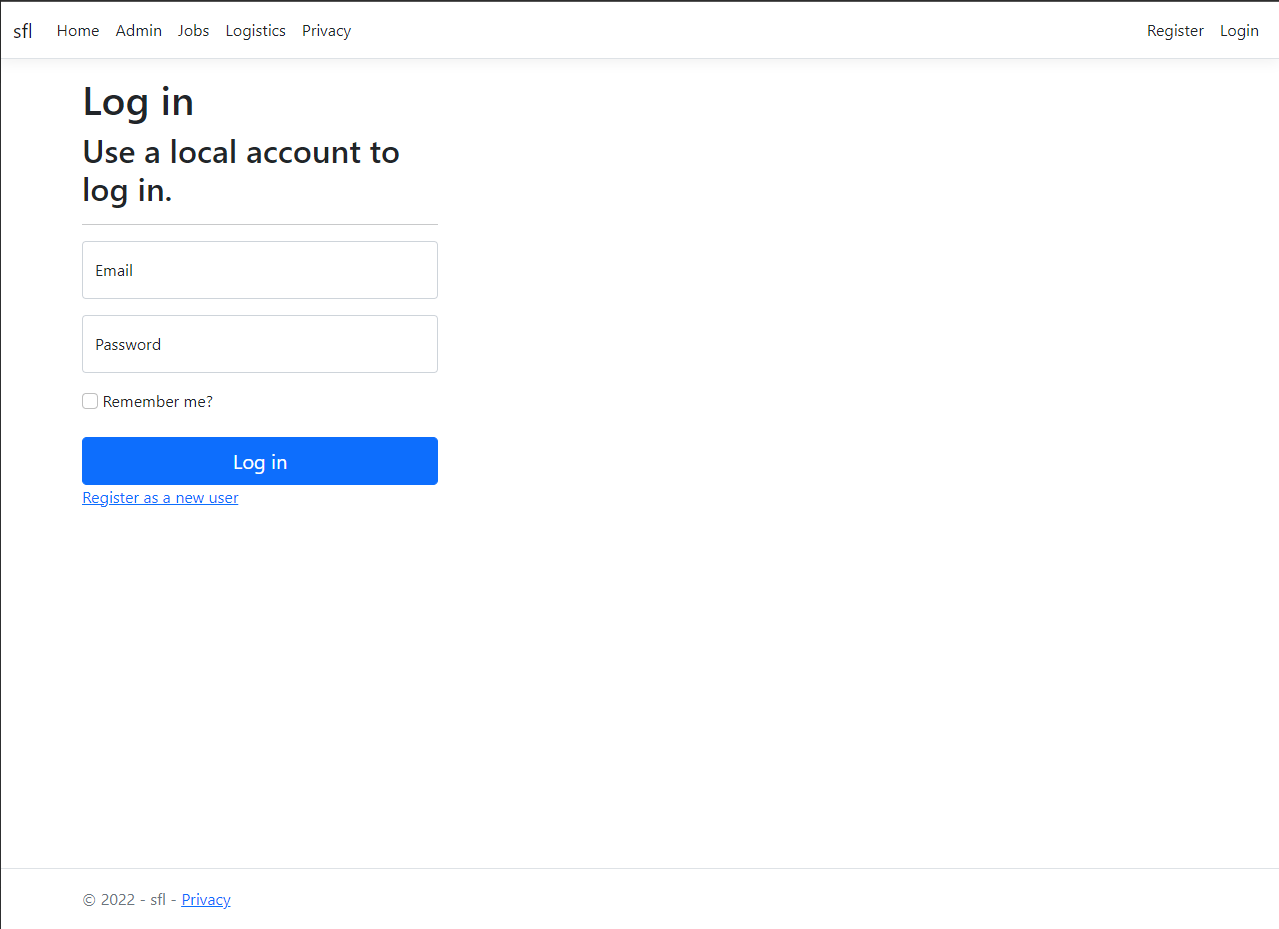 sfl Home Admin Jobs Logistics Privacy Register Login
Log in
Use a local account to
log in.
Email
Password
Remember me?
Log in
Register as a new user
© 2022 - sfl - Privacy